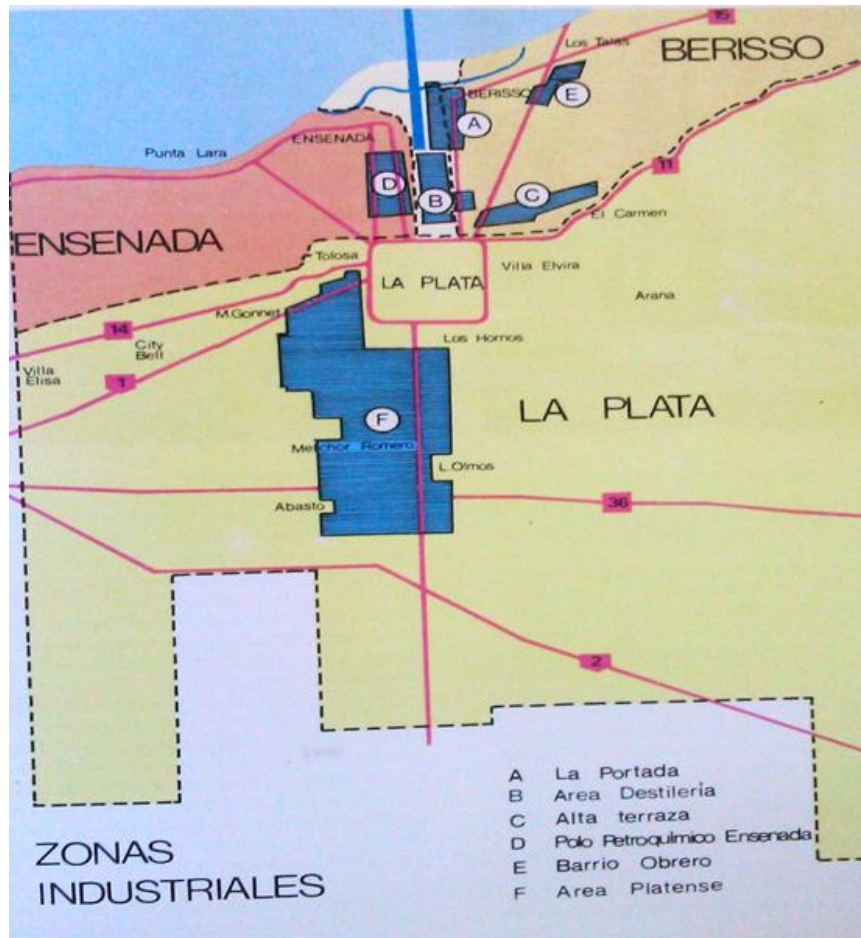 15
Los Talas
BERISSO
BERISSO
E
A
ENSENADA
Punta Lara
11
D
B
C
El Carmen
ENSENADA
Tolosa
Villa Elvira
LA PLATA
Arana
M.Gonnet
14
City
Bell
Los Hornos
Villa
Elisa
1
LA PLATA
F
Melchor Romero
L.Olmos
Abasto
36
2
A La Portada
B Area Destilería
C Alta terraza
D Polo Petroquímico Ensenada
E Barrio Obrero
F Area Platense
ZONAS
INDUSTRIALES